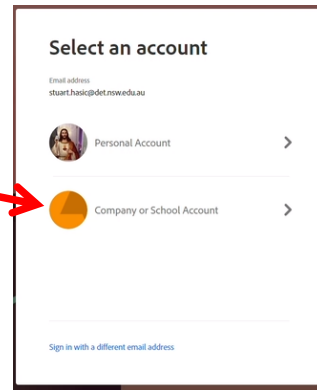 Select an account
Email address
stuart.hasic@det.nsw.edu.au
Personal Account
Company or School Account
Sign in with a different email address